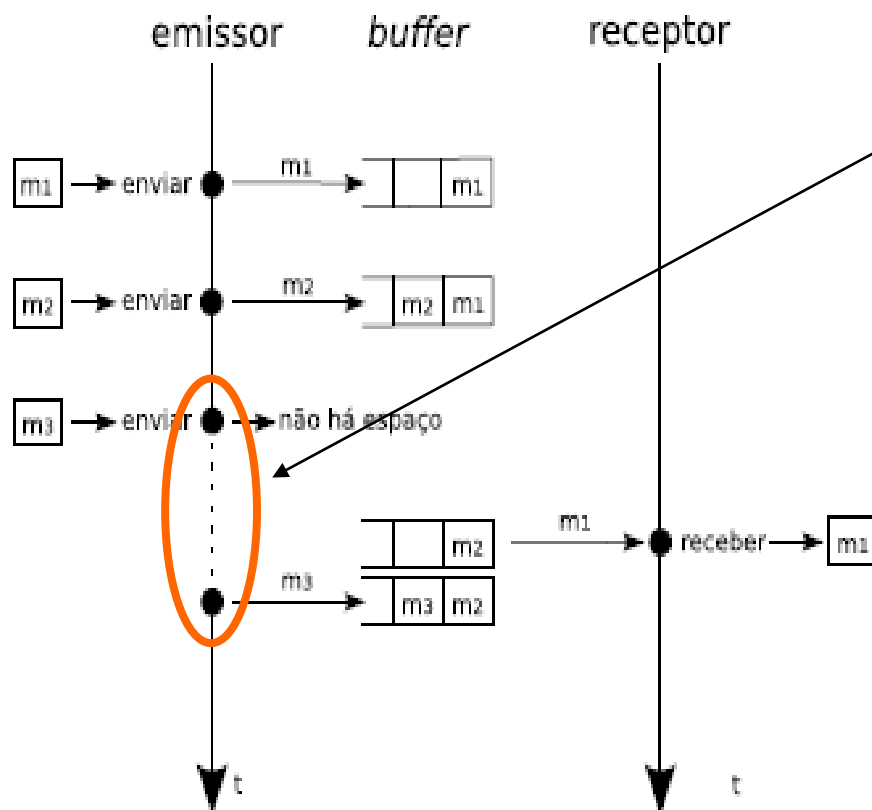 emissor buffer receptor
m1 enviar m1 m1
m2 enviar m2 m2 m1
m3 enviar não há espaço
m2 m1 receber m1
m3 m3 m2
t t